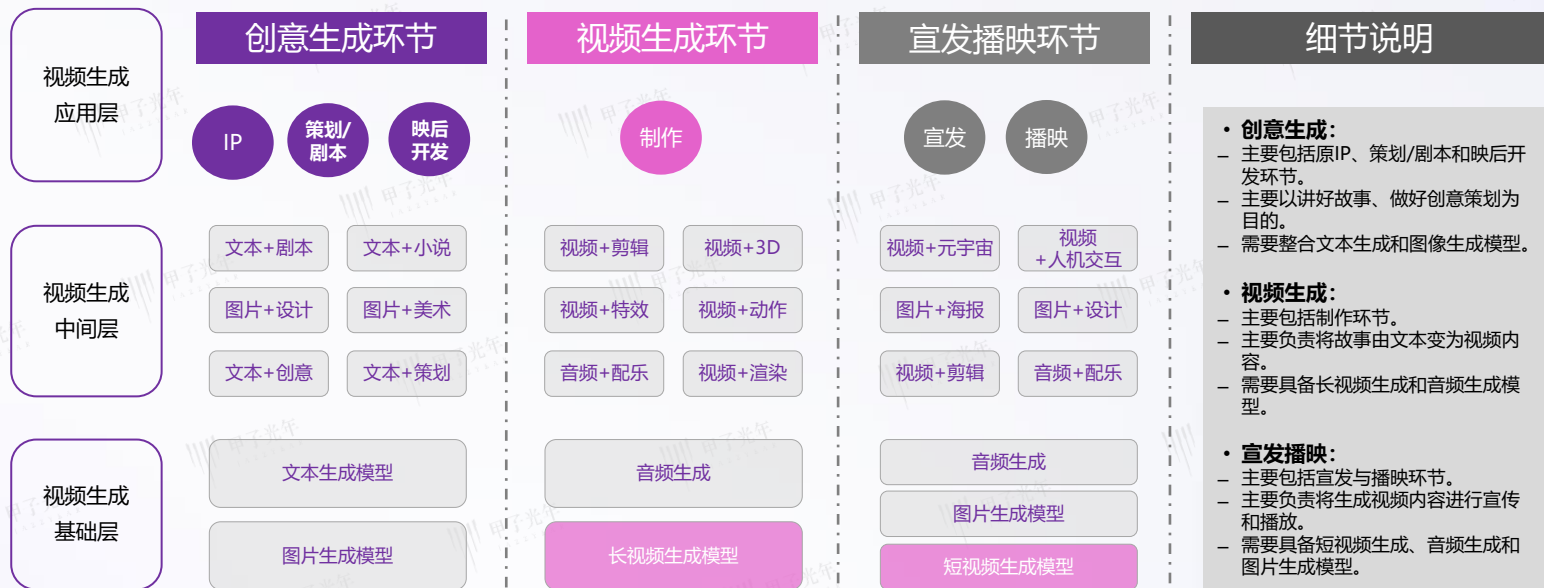 创意生成环节
视频生成环节
宣发播映环节
细节说明
视频生成
应用层
IP
策划/
剧本
映后
开发
制作
宣发
播映
视频生成
中间层
文本+剧本
文本+小说
图片+设计
图片+美术
文本+创意
文本+策划
视频+剪辑
视频+3D
视频+特效
视频+动作
音频+配乐
视频+渲染
视频+元宇宙
视频
+人机交互
图片+海报
图片+设计
视频+剪辑
音频+配乐
视频生成
基础层
文本生成模型
图片生成模型
音频生成
长视频生成模型
音频生成
图片生成模型
短视频生成模型
• 创意生成：
– 主要包括原IP、策划/剧本和映后开
发环节。
– 主要以讲好故事、做好创意策划为
目的。
– 需要整合文本生成和图像生成模型。
• 视频生成：
– 主要包括制作环节。
– 主要负责将故事由文本变为视频内
容。
– 需要具备长视频生成和音频生成模
型。
• 宣发播映：
– 主要包括宣发与播映环节。
– 主要负责将生成视频内容进行宣传
和播放。
– 需要具备短视频生成、音频生成和
图片生成模型。
甲子光年